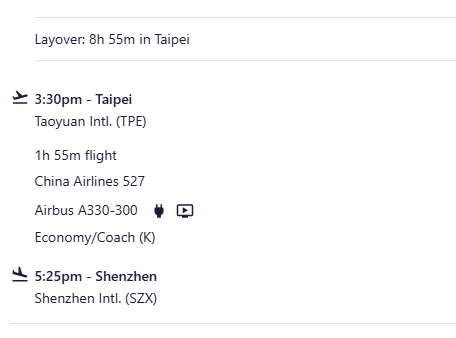 Layover: 8h 55m in Taipei
3:30pm - Taipei
Taoyuan Intl. (TPE)
1h 55m flight
China Airlines 527
Airbus A330-300
Economy/Coach (K)
5:25pm - Shenzhen
Shenzhen Intl. (SZX)